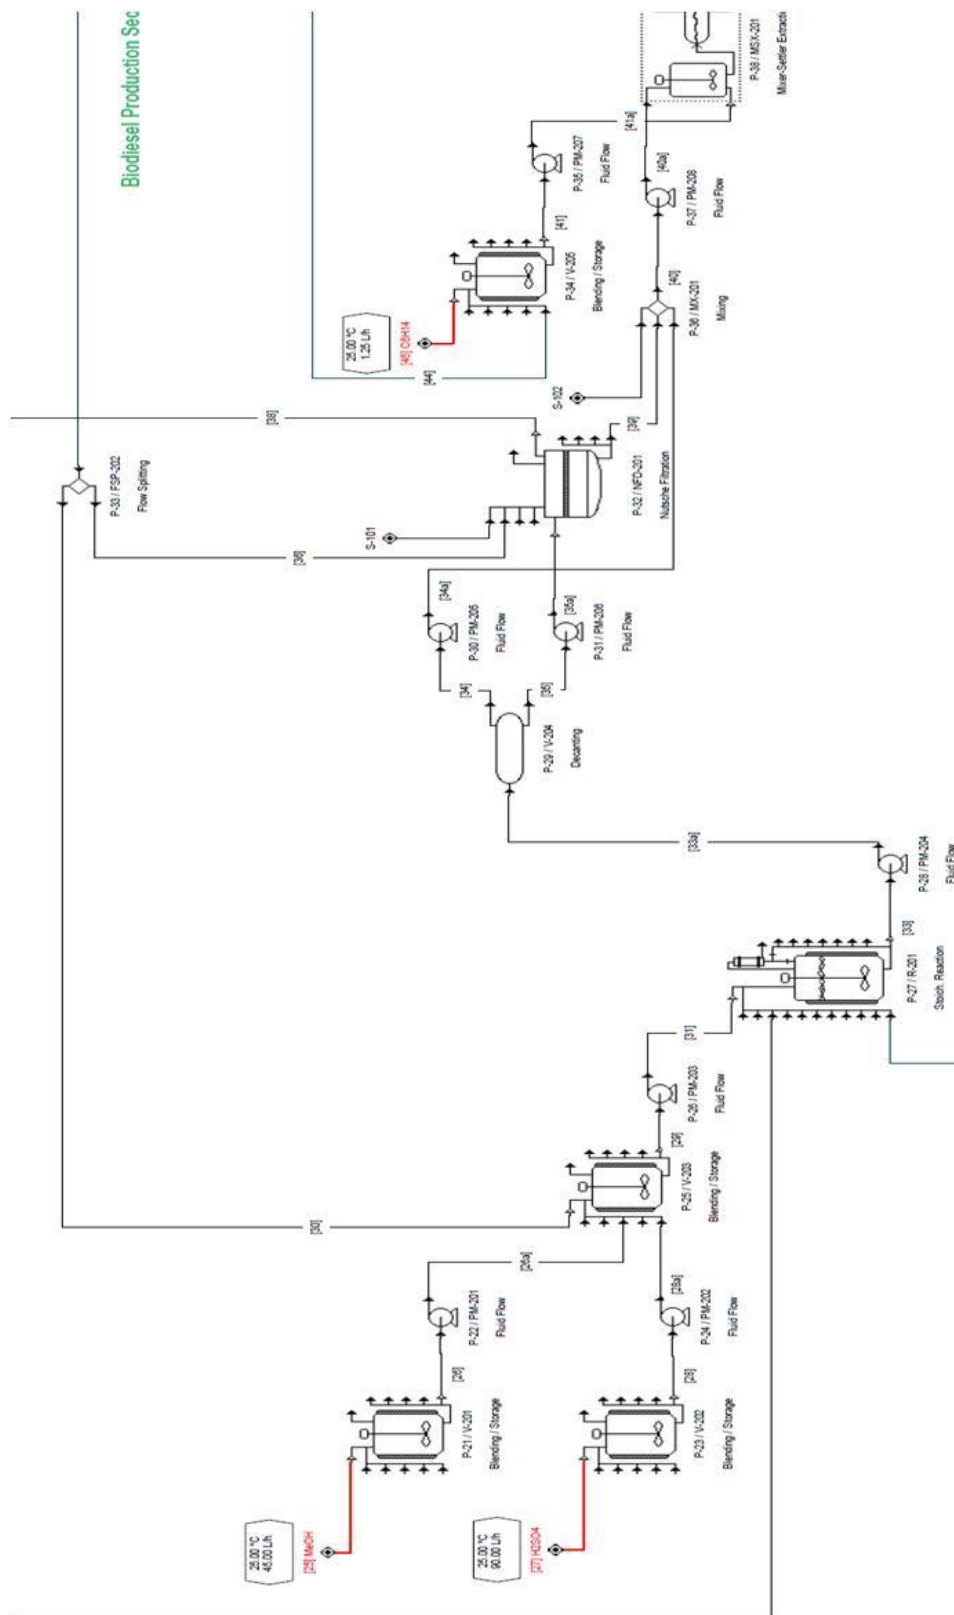 Biodiesel Production Sec
25.00 °C
45.00 L/h
[25] MeOH
P-21 / V-201
Blending / Storage
[26]
P-22 / PM-201
Fluid Flow
[26a]
25.00 °C
90.00 L/h
[27] H2SO4
P-23 / V-202
Blending / Storage
[28]
P-24 / PM-202
Fluid Flow
[28a]
[30]
P-25 / V-203
Blending / Storage
[29]
P-26 / PM-203
Fluid Flow
[31]
P-27 / R-201
Stoich. Reaction
[33]
P-28 / PM-204
Fluid Flow
[33a]
P-29 / V-204
Decanting
[34]
[35]
P-30 / PM-205
Fluid Flow
[34a]
P-31 / PM-206
Fluid Flow
[35a]
[36]
S-101
P-33 / FSP-202
Flow Splitting
[38]
P-32 / NFD-201
Nutsche Filtration
[39]
S-102
25.00 °C
1.25 L/h
[44]
P-34 / V-205
Blending / Storage
[41]
P-35 / PM-207
Fluid Flow
[41a]
P-36 / MX-201
Mixing
[40]
P-37 / PM-208
Fluid Flow
[40a]
P-38 / MSX-201
Mixer-Settler Extracti